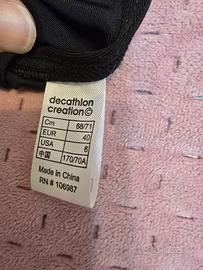 decathlon
creation©
Cm 68/71
EUR 40
USA 6
中国 170/70A
Made in China
RN # 106987